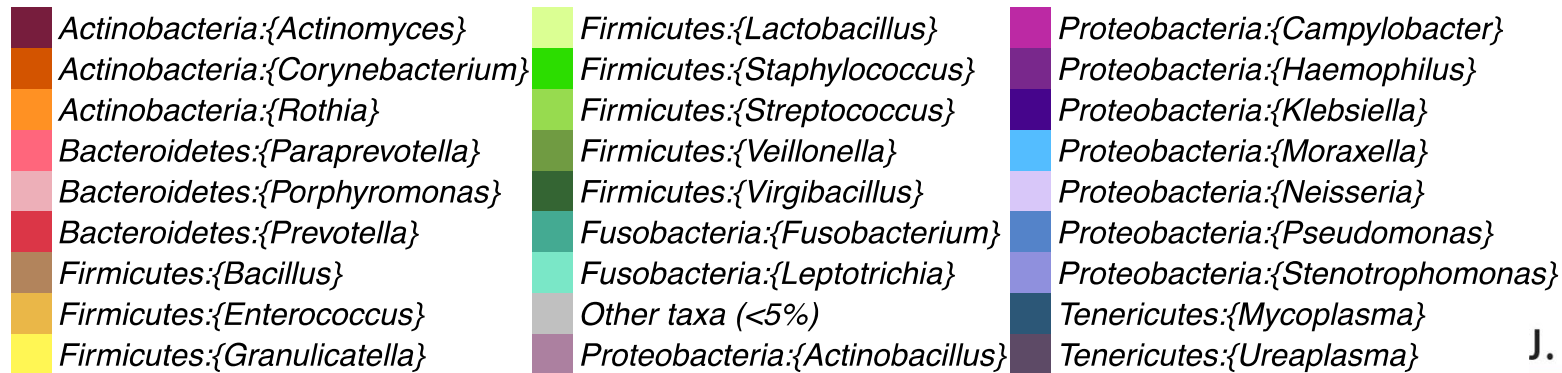 Actinobacteria:{Actinomyces}
Actinobacteria:{Corynebacterium}
Actinobacteria:{Rothia}
Bacteroidetes:{Paraprevotella}
Bacteroidetes:{Porphyromonas}
Bacteroidetes:{Prevotella}
Firmicutes:{Bacillus}
Firmicutes:{Enterococcus}
Firmicutes:{Granulicatella}
Firmicutes:{Lactobacillus}
Firmicutes:{Staphylococcus}
Firmicutes:{Streptococcus}
Firmicutes:{Veillonella}
Firmicutes:{Virgibacillus}
Fusobacteria:{Fusobacterium}
Fusobacteria:{Leptotrichia}
Other taxa (<5%)
Proteobacteria:{Actinobacillus}
Proteobacteria:{Campylobacter}
Proteobacteria:{Haemophilus}
Proteobacteria:{Klebsiella}
Proteobacteria:{Moraxella}
Proteobacteria:{Neisseria}
Proteobacteria:{Pseudomonas}
Proteobacteria:{Stenotrophomonas}
Tenericutes:{Mycoplasma}
Tenericutes:{Ureaplasma}
J.